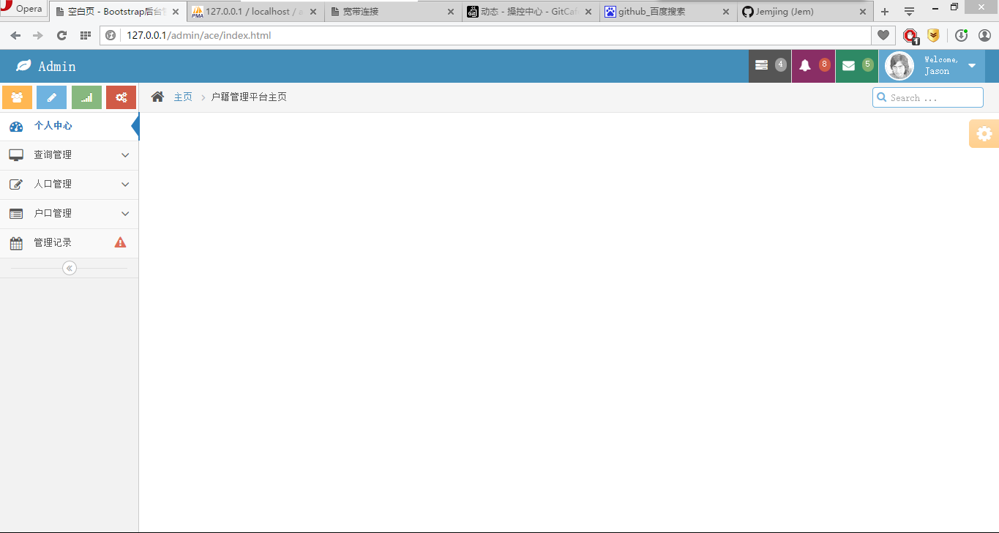 Opera
空白页 - Bootstrap后台管
127.0.0.1 / localhost / a
宽带连接
动态 - 操控中心 - GitCaf
github_百度搜索
Jemjing (Jem)
127.0.0.1/admin/ace/index.html
1
Admin
4
8
5
Welcome,
Jason
主页
户籍管理平台主页
Search ...
个人中心
查询管理
人口管理
户口管理
管理记录